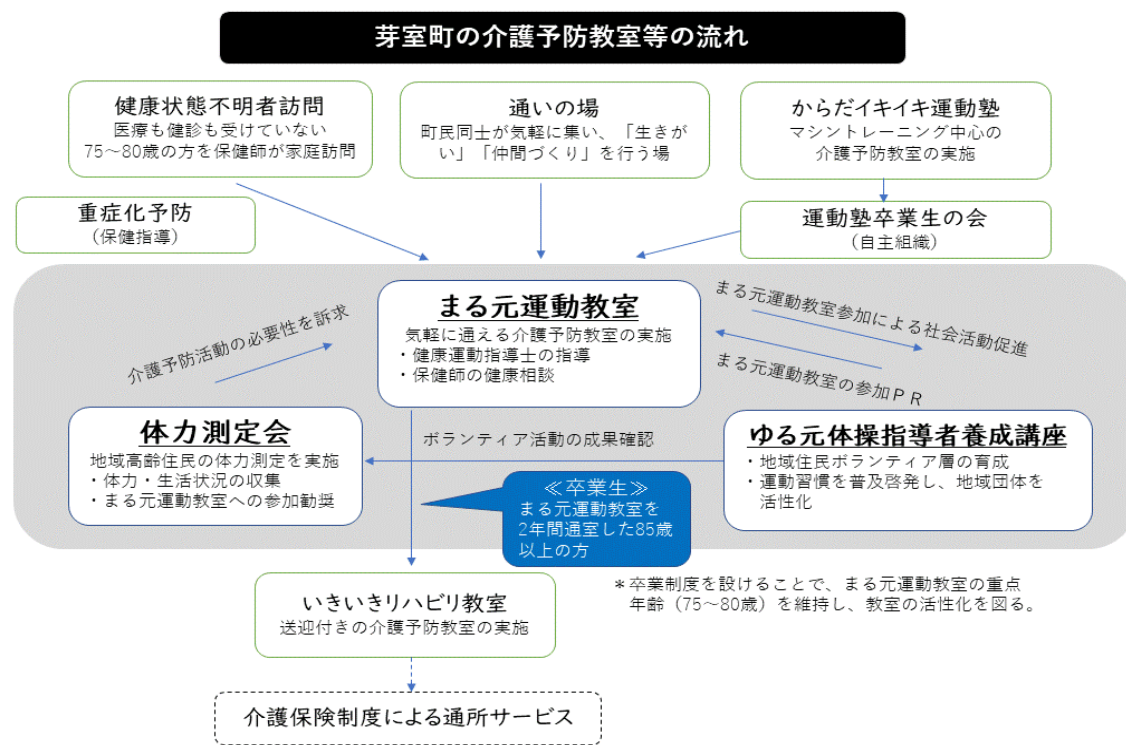 芽室町の介護予防教室等の流れ
健康状態不明者訪問
医療も健診も受けていない
75～80歳の方を保健師が家庭訪問
通いの場
町民同士が気軽に集い、「生きが
い」「仲間づくり」を行う場
からだイキイキ運動塾
マシントレーニング中心の
介護予防教室の実施
重症化予防
（保健指導）
運動塾卒業生の会
（自主組織）
まる元運動教室
気軽に通える介護予防教室の実施
・健康運動指導士の指導
・保健師の健康相談
介護予防活動の必要性を訴求
まる元運動教室参加による社会活動促進
まる元運動教室の参加ＰＲ
体力測定会
地域高齢住民の体力測定を実施
・体力・生活状況の収集
・まる元運動教室への参加勧奨
ボランティア活動の成果確認
ゆる元体操指導者養成講座
・地域住民ボランティア層の育成
・運動習慣を普及啓発し、地域団体を
活性化
≪卒業生≫
まる元運動教室を
2年間通室した85歳
以上の方
＊卒業制度を設けることで、まる元運動教室の重点
年齢（75～80歳）を維持し、教室の活性化を図る。
いきいきリハビリ教室
送迎付きの介護予防教室の実施
介護保険制度による通所サービス